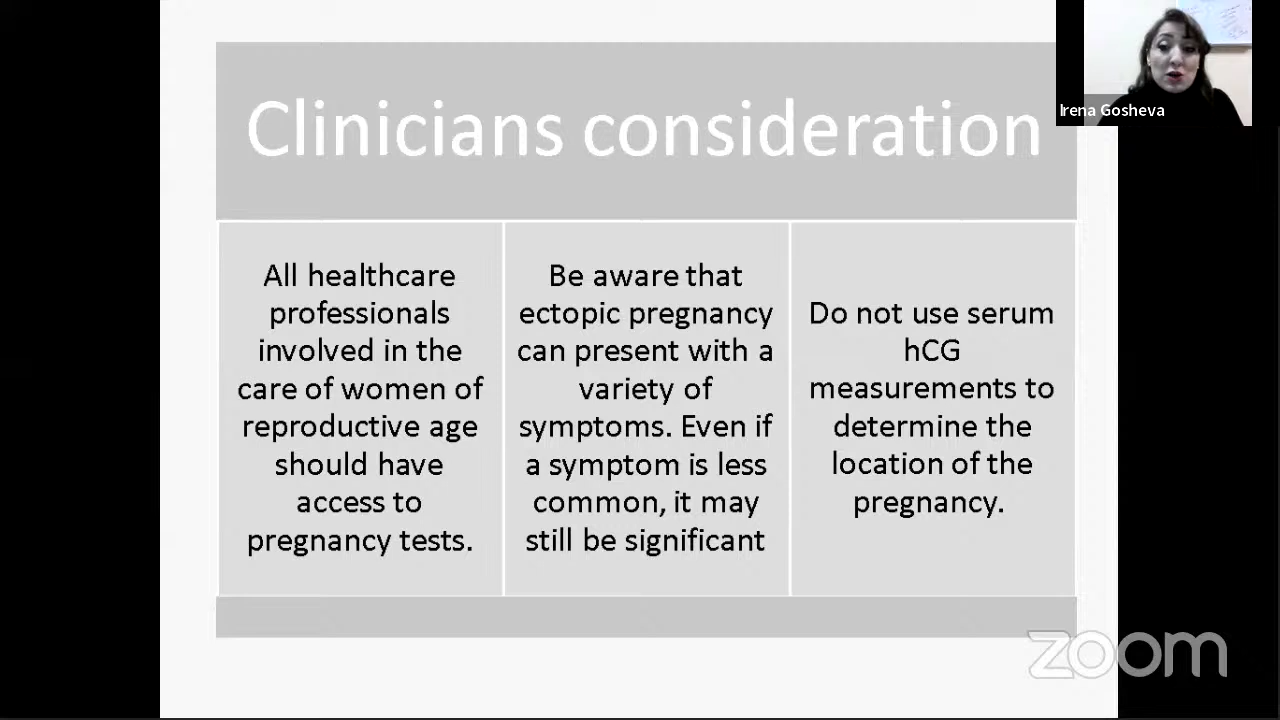 Clinicians consideration
Irena Gosheva
All healthcare
professionals
involved in the
care of women of
reproductive age
should have
access to
pregnancy tests.
Be aware that
ectopic pregnancy
can present with a
variety of
symptoms. Even if
a symptom is less
common, it may
still be significant
Do not use serum
hCG
measurements to
determine the
location of the
pregnancy.
zoom